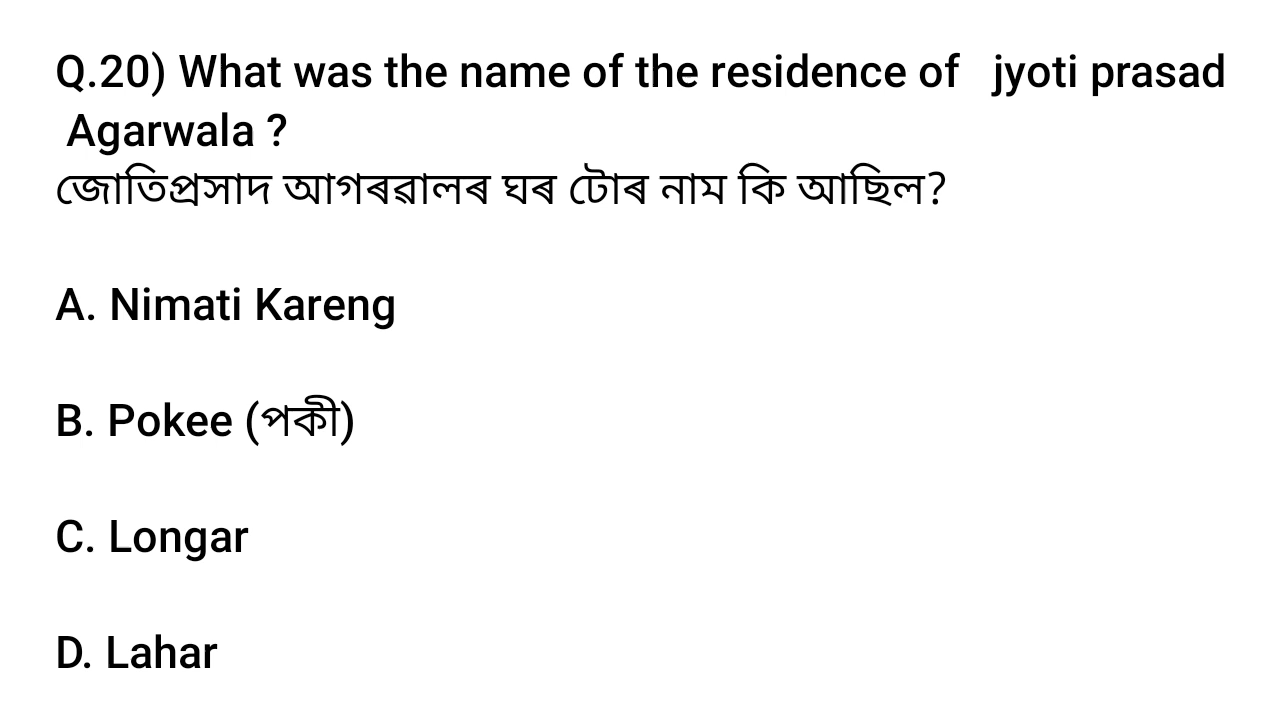 Q.20) What was the name of the residence of jyoti prasad
Agarwala ?
জোতিপ্ৰসাদ আগৰৱালৰ ঘৰ টোৰ নাম কি আছিল?
A. Nimati Kareng
B. Pokee (পকী)
C. Longar
D. Lahar